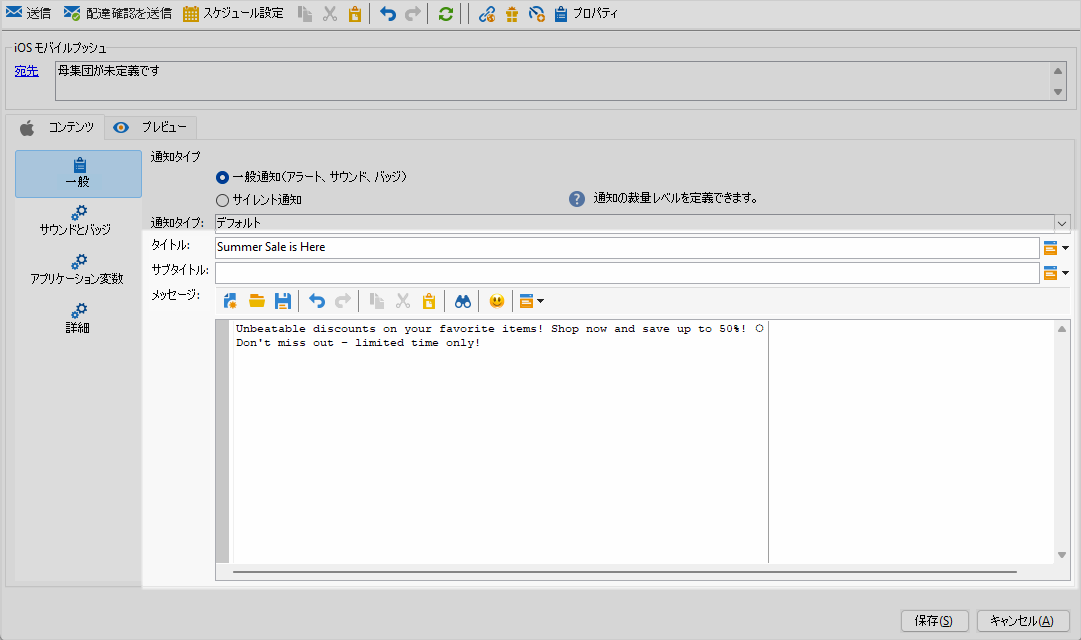 送信 配達確認を送信 スケジュール設定 プロパティ
iOS モバイルプッシュ
宛先 母集団が未定義です
コンテンツ プレビュー
一般
サウンドとバッジ
アプリケーション変数
詳細
通知タイプ
一般通知(アラート、サウンド、バッジ)
サイレント通知
? 通知の裁量レベルを定義できます。
通知タイプ: デフォルト
タイトル: Summer Sale is Here
サブタイトル:
メッセージ:
Unbeatable discounts on your favorite items! Shop now and save up to 50%!
Don't miss out - limited time only!
保存(S) キャンセル(A)